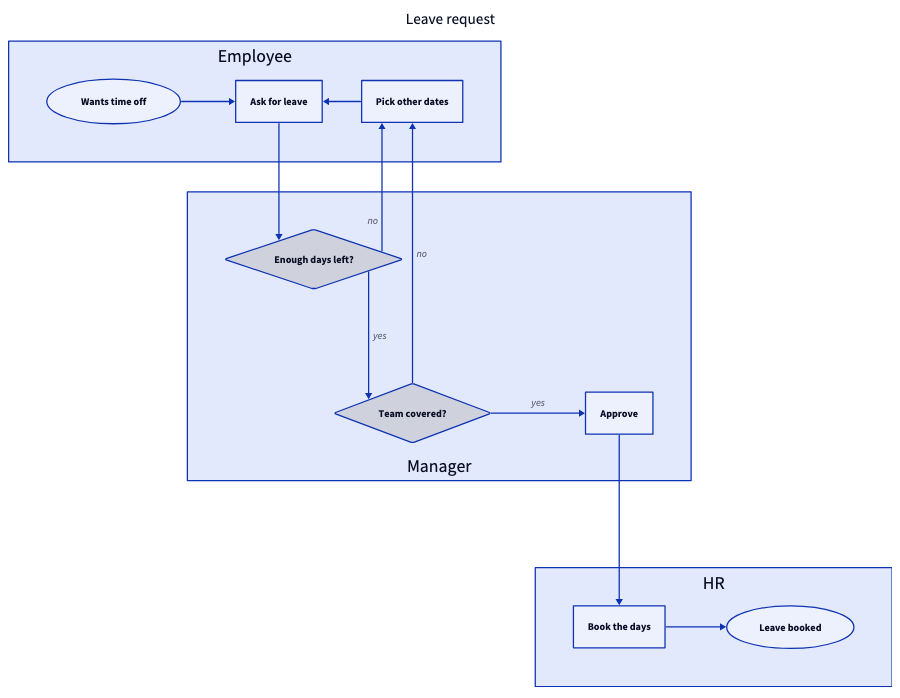 Leave request
Employee
Wants time off
Ask for leave
Pick other dates
no
no
Enough days left?
yes
yes
Team covered?
Approve
Manager
HR
Book the days
Leave booked